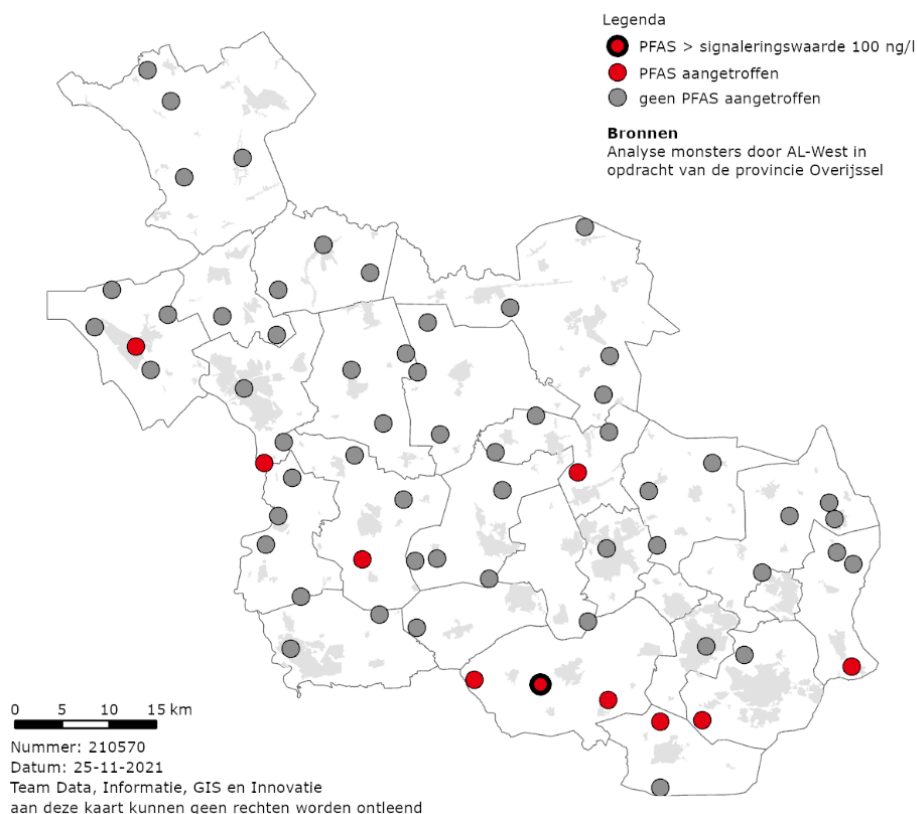 Legenda
PFAS > signaleringswaarde 100 ng/l
PFAS aangetroffen
geen PFAS aangetroffen
Bronnen
Analyse monsters door AL-West in
opdracht van de provincie Overijssel
0 5 10 15 km
Nummer: 210570
Datum: 25-11-2021
Team Data, Informatie, GIS en Innovatie
aan deze kaart kunnen geen rechten worden ontleend